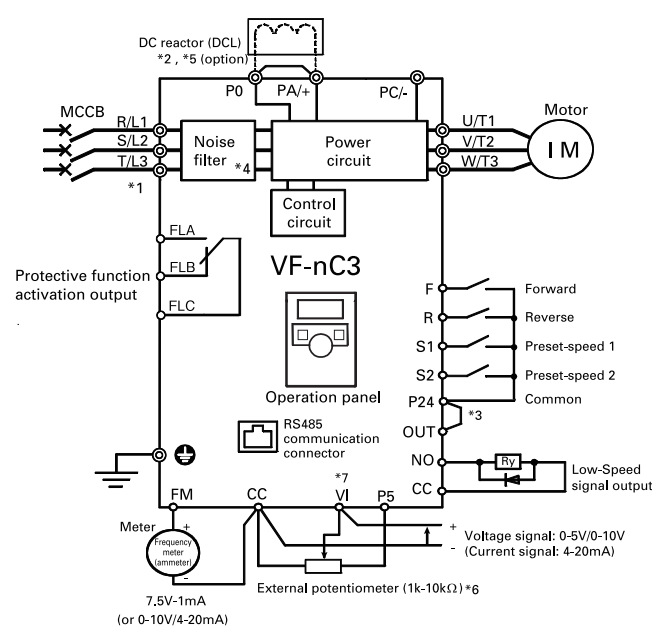 DC reactor (DCL)
*2 , *5 (option)
P0 PA/+ PC/-
MCCB
R/L1
S/L2
T/L3
*1
Noise
filter
*4
Power
circuit
Control
circuit
U/T1
V/T2
W/T3
Motor
I M
FLA
FLB
FLC
Protective function
activation output
VF-nC3
Operation panel
RS485
communication
connector
F Forward
R Reverse
S1 Preset-speed 1
S2 Preset-speed 2
P24 Common
*3
OUT
NO
Ry
CC
Low-Speed
signal output
FM CC VI P5
*7
Meter +
Frequency
meter
(ammeter)
-
7.5V-1mA
(or 0-10V/4-20mA)
External potentiometer (1k-10kΩ) *6
+
-
Voltage signal: 0-5V/0-10V
(Current signal: 4-20mA)